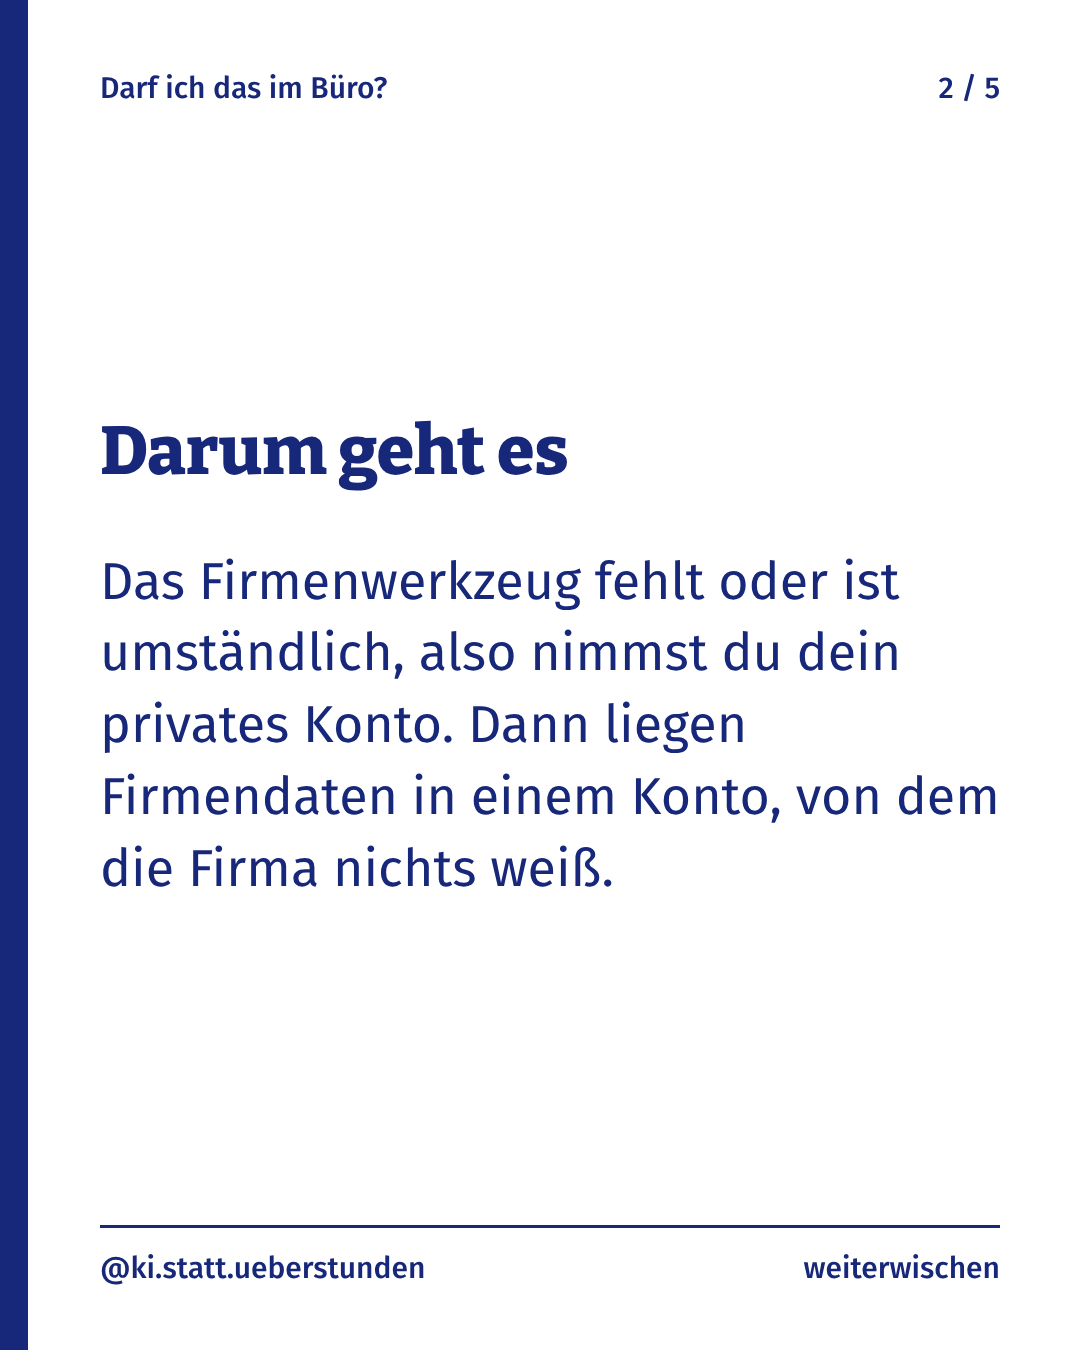 Darf ich das im Büro?
2 / 5
Darum geht es
Das Firmenwerkzeug fehlt oder ist
umständlich, also nimmst du dein
privates Konto. Dann liegen
Firmendaten in einem Konto, von dem
die Firma nichts weiß.
@ki.statt.ueberstunden
weiterwischen